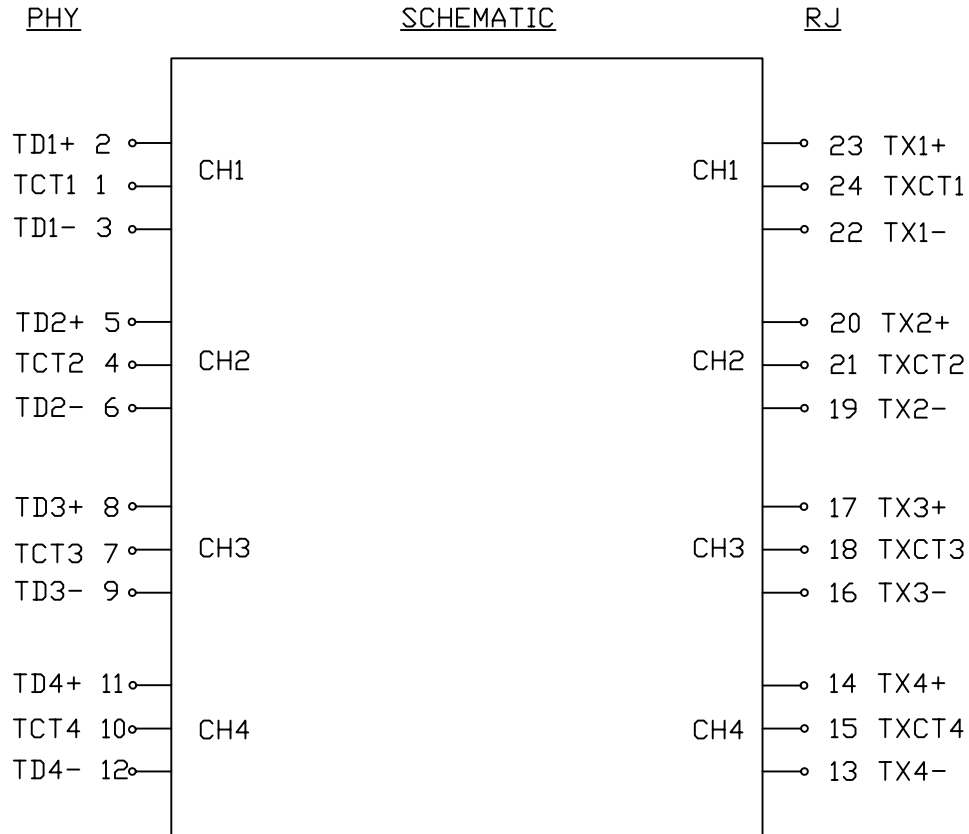 PHY SCHEMATIC RJ
TD1+ 2 23 TX1+
CH1 CH1
TCT1 1 24 TXCT1
TD1- 3 22 TX1-
TD2+ 5 20 TX2+
TCT2 4 CH2 CH2 21 TXCT2
TD2- 6 19 TX2-
TD3+ 8 17 TX3+
TCT3 7 CH3 CH3 18 TXCT3
TD3- 9 16 TX3-
TD4+ 11 14 TX4+
TCT4 10 CH4 CH4 15 TXCT4
TD4- 12 13 TX4-